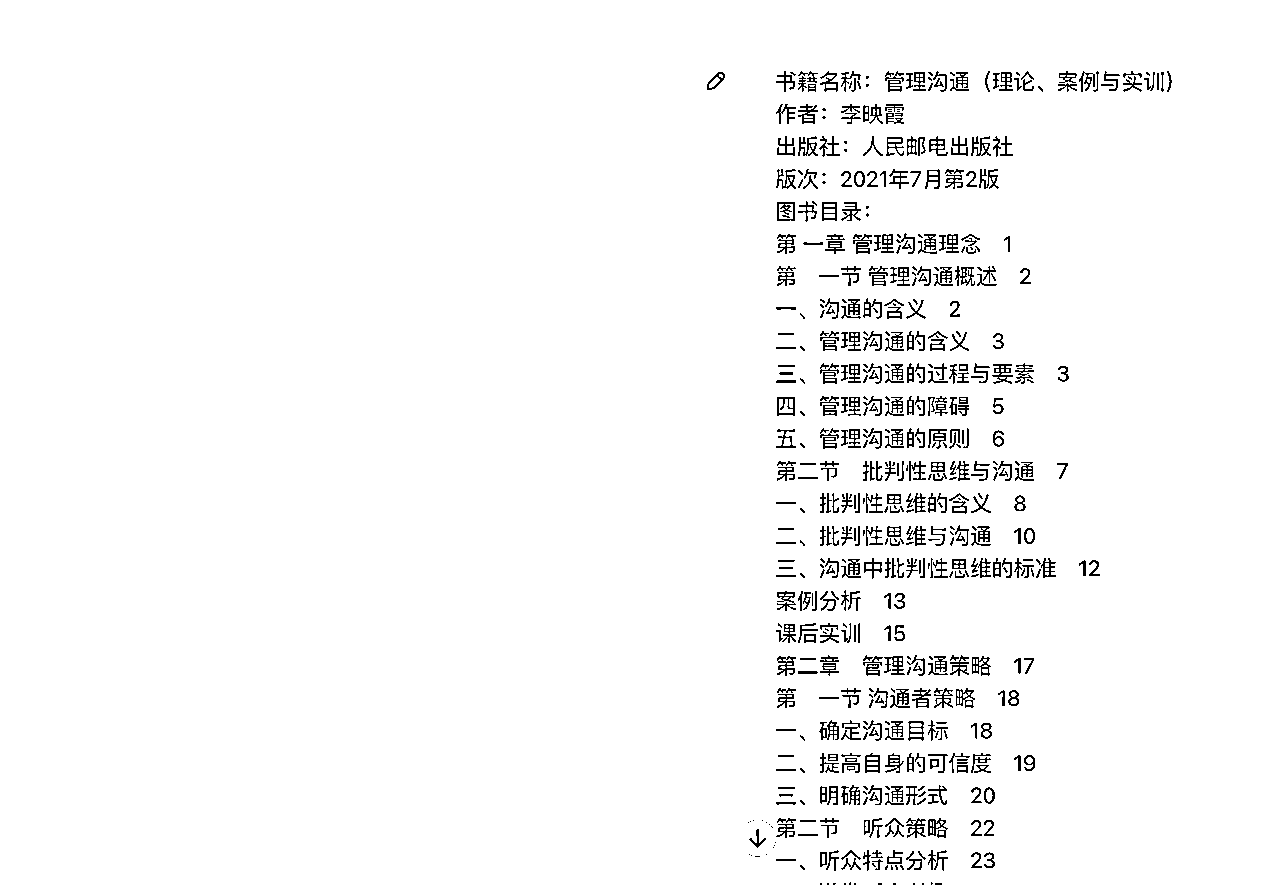 书籍名称：管理沟通（理论、案例与实训）
作者：李映霞
出版社：人民邮电出版社
版次：2021年7月第2版
图书目录：
第 一章 管理沟通理念　1
第　一节 管理沟通概述　2
一、沟通的含义　2
二、管理沟通的含义　3
三、管理沟通的过程与要素　3
四、管理沟通的障碍　5
五、管理沟通的原则　6
第二节　批判性思维与沟通　7
一、批判性思维的含义　8
二、批判性思维与沟通　10
三、沟通中批判性思维的标准　12
案例分析　13
课后实训　15
第二章　管理沟通策略　17
第　一节 沟通者策略　18
一、确定沟通目标　18
二、提高自身的可信度　19
三、明确沟通形式　20
第二节　听众策略　22
一、听众特点分析　23